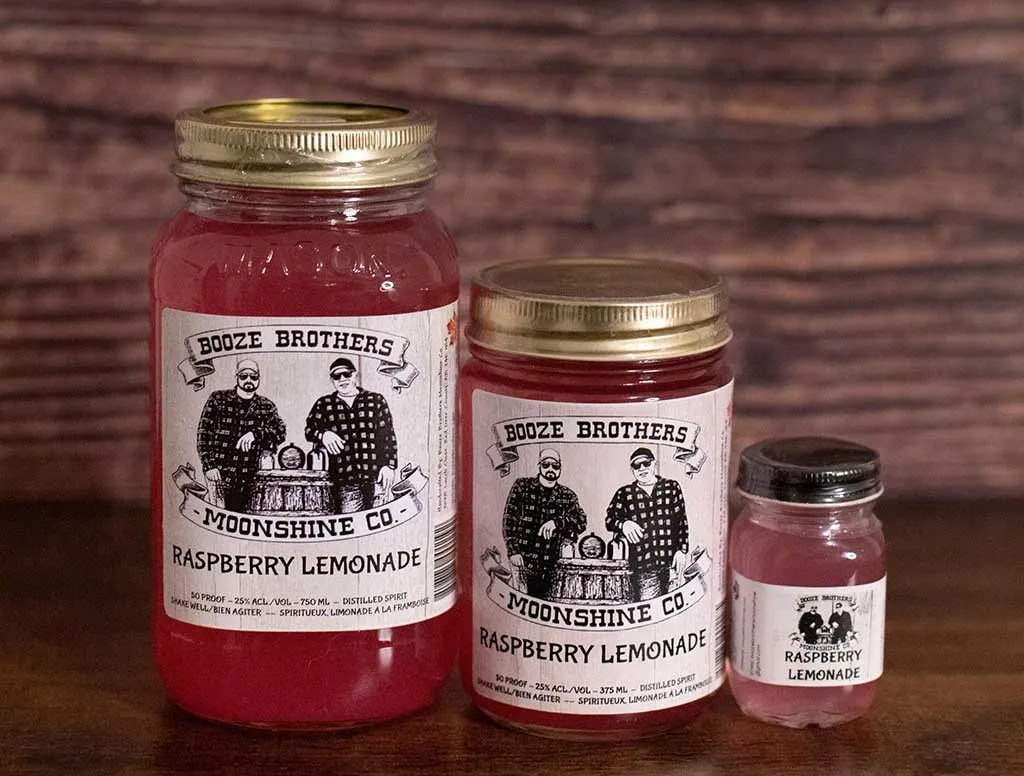 MASON
BOOZE BROTHERS
MOONSHINE CO.
RASPBERRY LEMONADE
50 PROOF – 25% ACL/VOL – 750 ML – DISTILLED SPIRIT
SHAKE WELL/BIEN AGITER –– SPIRITUEUX, LIMONADE À LA FRAMBOISE
BOOZE BROTHERS
- MOONSHINE CO. -
RASPBERRY LEMONADE
50 PROOF – 25% ACL/VOL – 375 ML – DISTILLED SPIRIT
SHAKE WELL/BIEN AGITER –– SPIRITUEUX, LIMONADE À LA FRAMBOISE
BOOZE BROTHERS
MOONSHINE CO.
RASPBERRY
LEMONADE